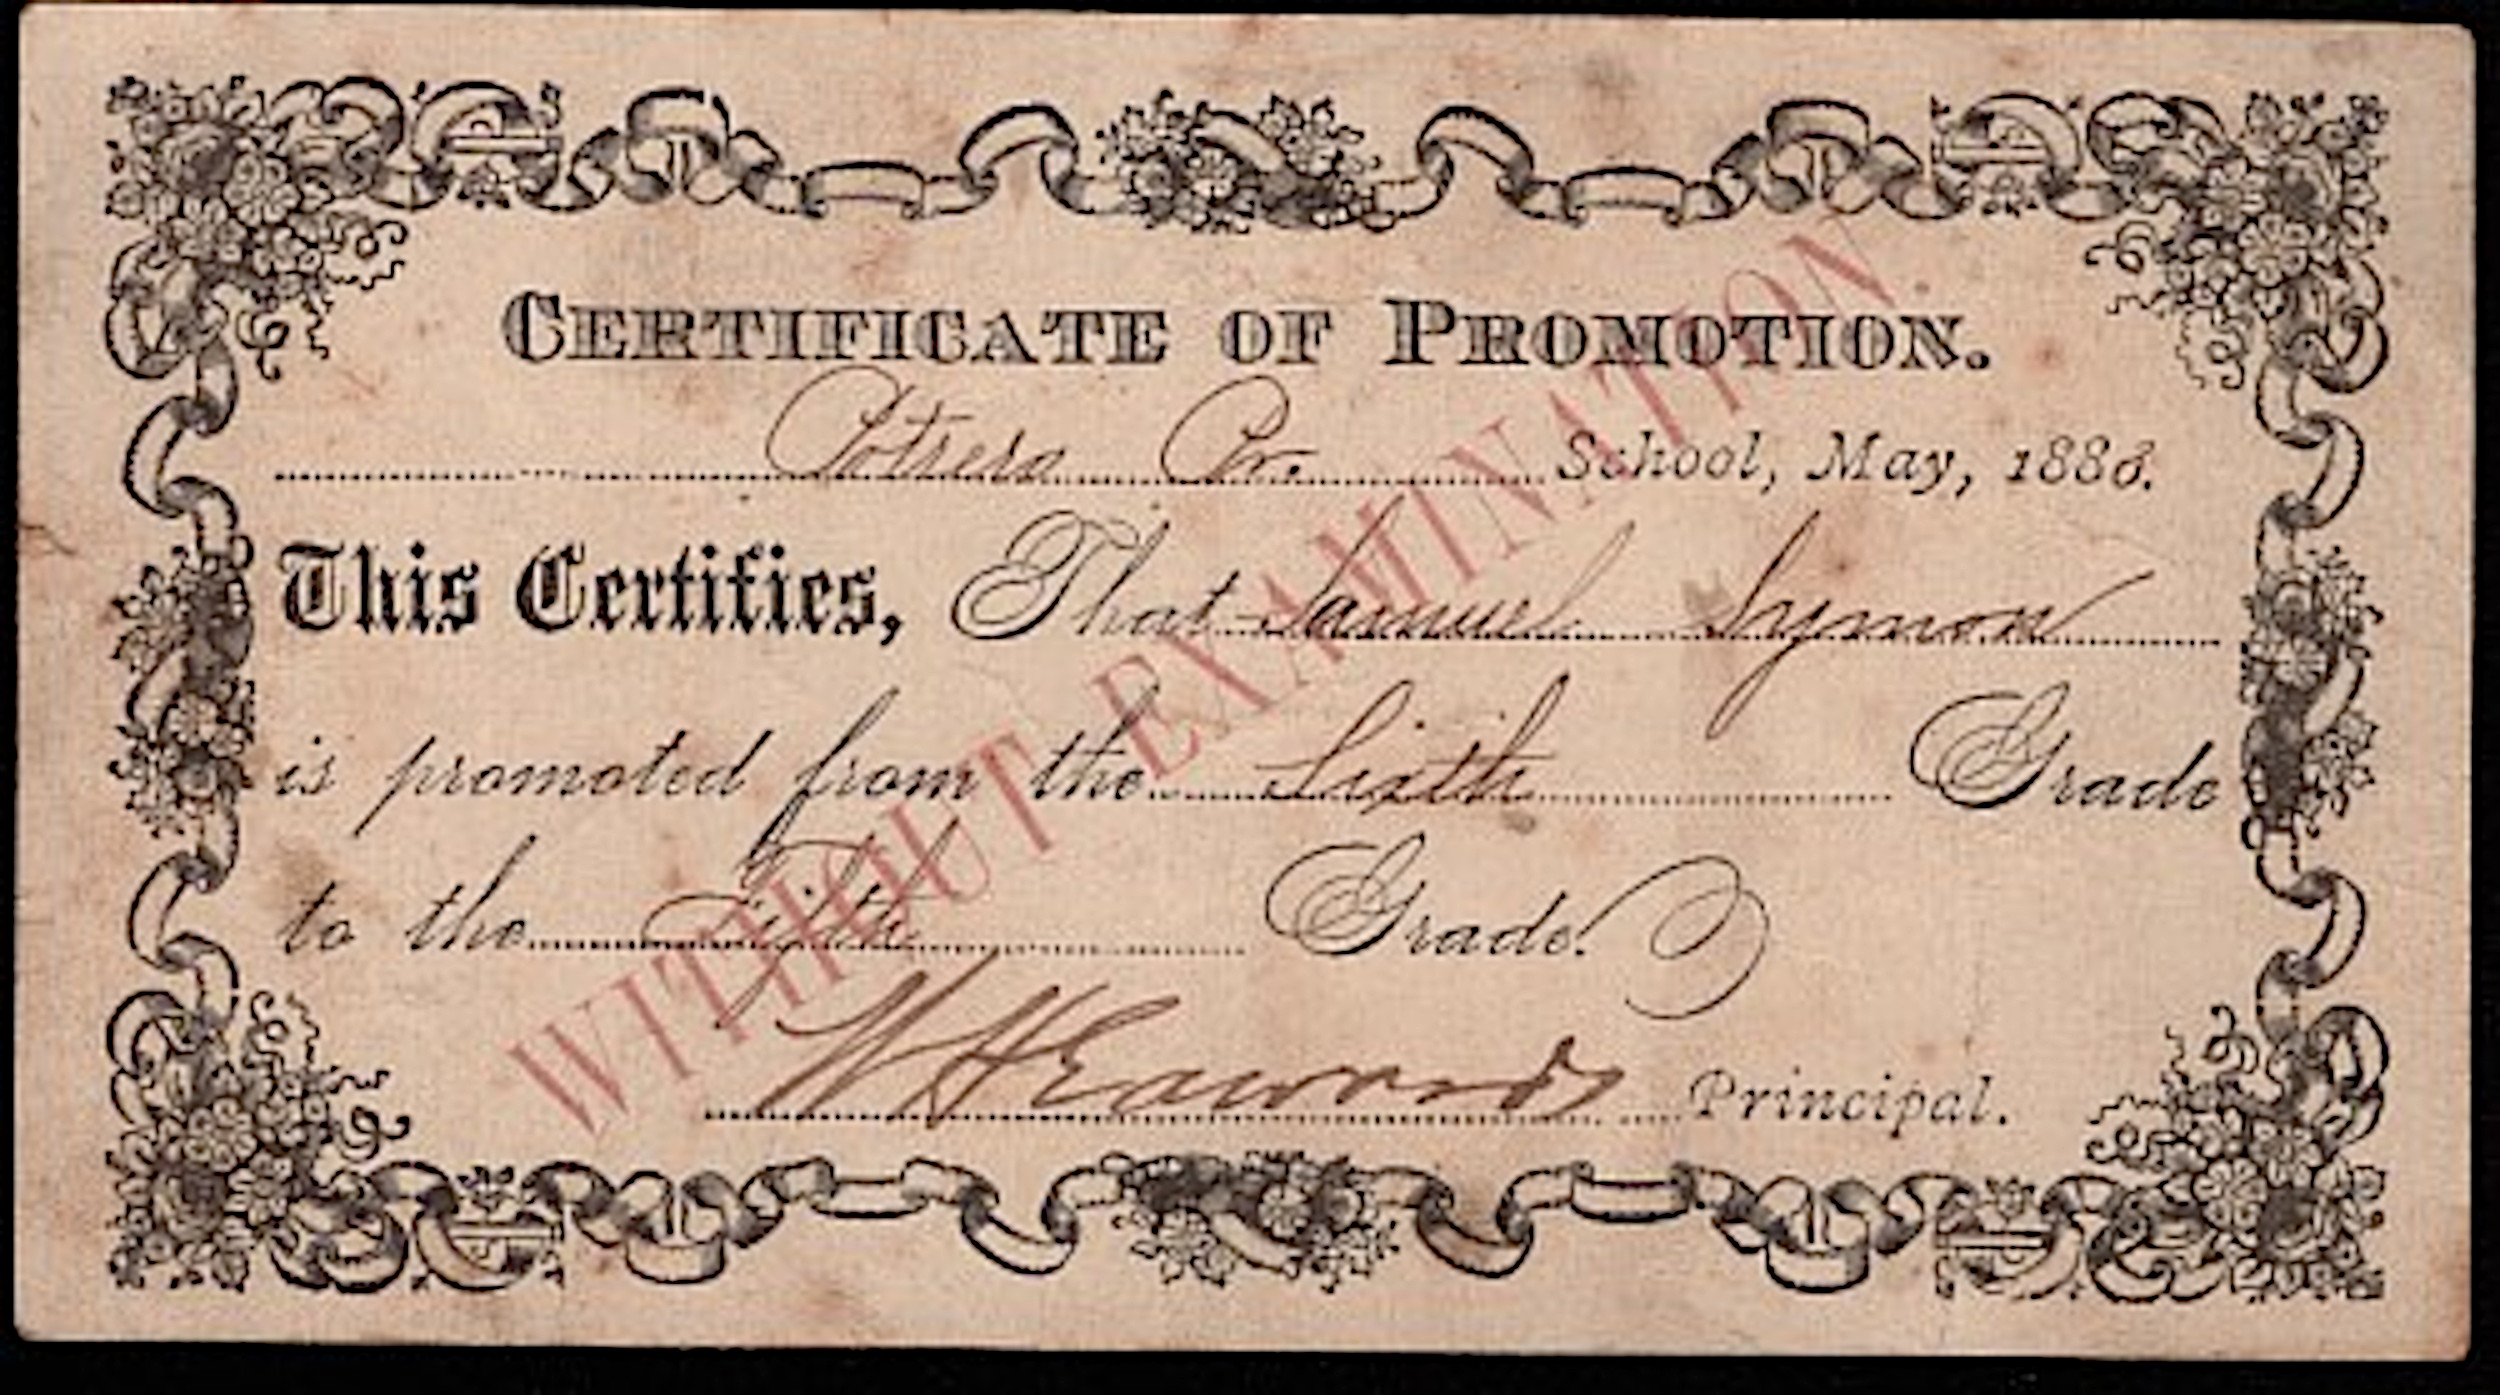 CERTIFICATE OF PROMOTION.
Potrero Pr. School, May, 1888.
This Certifies, That Samuel Symon
is promoted from the Sixth Grade
to the Fifth Grade.
Principal.
WITHOUT EXAMINATION.